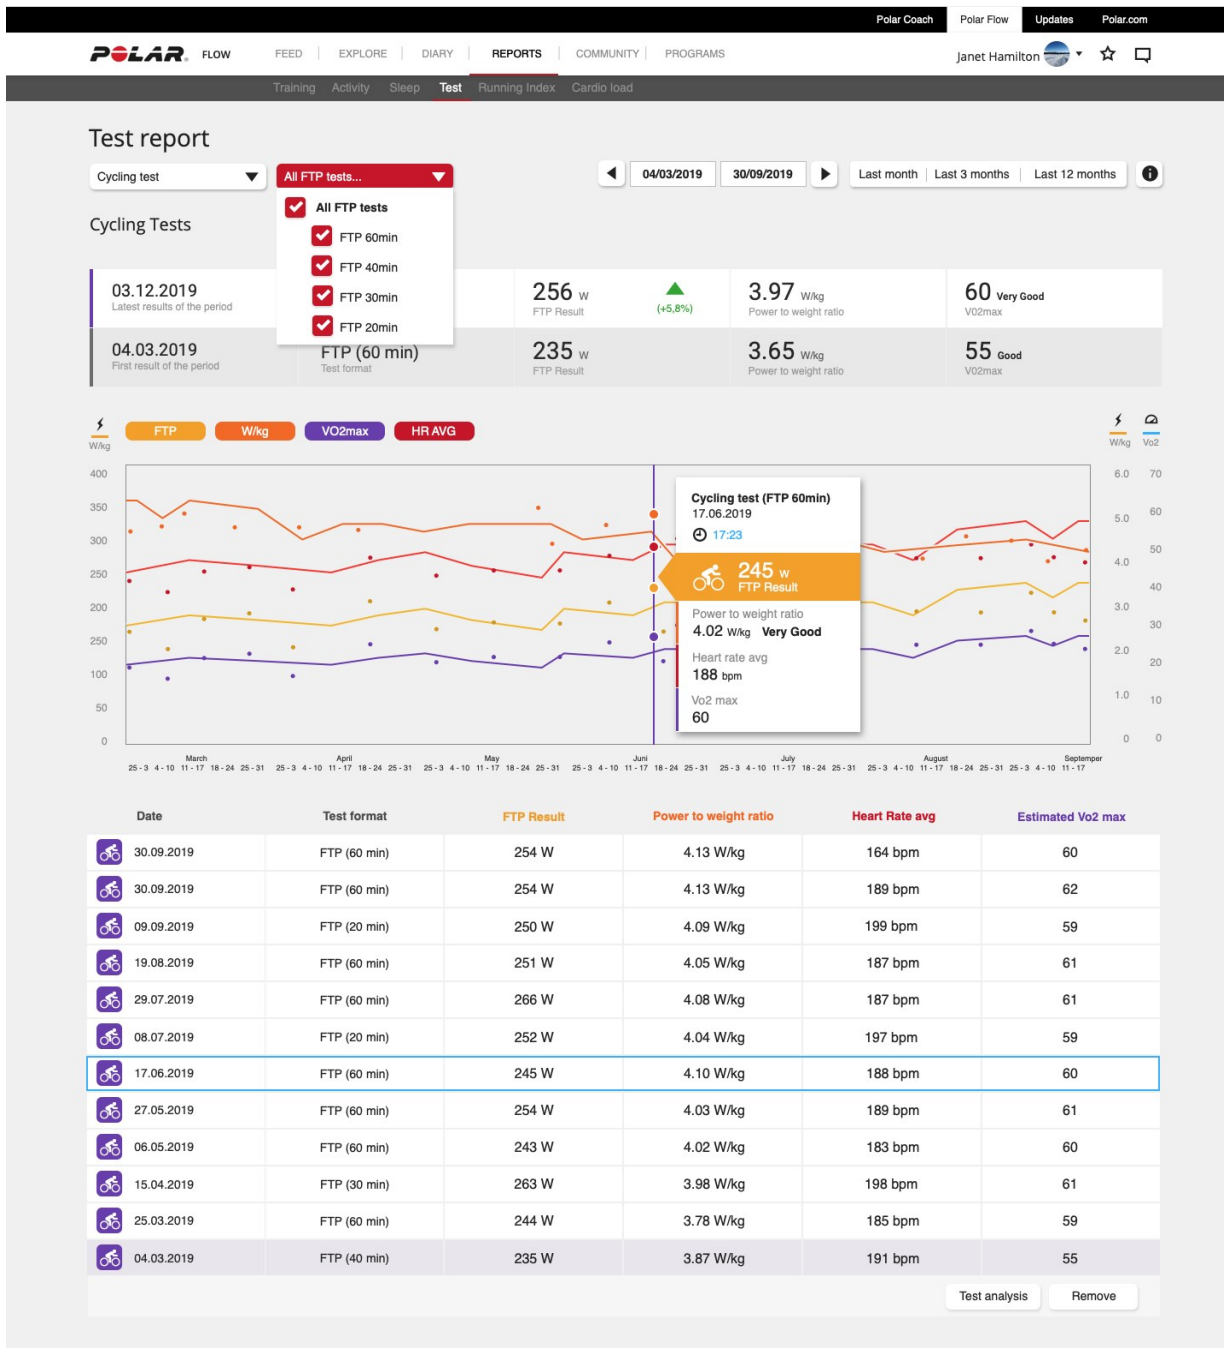 Polar Coach Polar Flow Updates Polar.com
POLAR. FLOW FEED EXPLORE DIARY REPORTS COMMUNITY PROGRAMS Janet Hamilton
Training Activity Sleep Test Running Index Cardio load
Test report
Cycling test All FTP tests... 04/03/2019 30/09/2019 Last month Last 3 months Last 12 months i
All FTP tests
FTP 60min
FTP 40min
FTP 30min
FTP 20min
Cycling Tests
03.12.2019 256 W 3.97 W/kg 60 Very Good
Latest results of the period FTP Result (+5,8%) Power to weight ratio V02max
04.03.2019 FTP (60 min) 235 W 3.65 W/kg 55 Good
First result of the period Test format FTP Result Power to weight ratio V02max
FTP W/kg VO2max HR AVG
W/kg W/kg Vo2
400 6.0 70
350 60
5.0
300 50
4.0
250 40
200 3.0
30
250 2.0
100 20
1.0
50 10
0 0 0
Cycling test (FTP 60min)
17.06.2019
17:23
245 W
FTP Result
Power to weight ratio
4.02 W/kg Very Good
Heart rate avg
188 bpm
Vo2 max
60
March April May Juni July August Septemper
25 - 3 4 - 10 11 - 17 18 - 24 25 - 31 25 - 3 4 - 10 11 - 17 18 - 24 25 - 31 25 - 3 4 - 10 11 - 17 18 - 24 25 - 31 25 - 3 4 - 10 11 - 17 18 - 24 25 - 31 25 - 3 4 - 10 11 - 17 18 - 24 25 - 31 25 - 3 4 - 10 11 - 17 18 - 24 25 - 31 25 - 3 4 - 10 11 - 17
Date Test format FTP Result Power to weight ratio Heart Rate avg Estimated Vo2 max
30.09.2019 FTP (60 min) 254 W 4.13 W/kg 164 bpm 60
30.09.2019 FTP (60 min) 254 W 4.13 W/kg 189 bpm 62
09.09.2019 FTP (20 min) 250 W 4.09 W/kg 199 bpm 59
19.08.2019 FTP (60 min) 251 W 4.05 W/kg 187 bpm 61
29.07.2019 FTP (60 min) 266 W 4.08 W/kg 187 bpm 61
08.07.2019 FTP (20 min) 252 W 4.04 W/kg 197 bpm 59
17.06.2019 FTP (60 min) 245 W 4.10 W/kg 188 bpm 60
27.05.2019 FTP (60 min) 254 W 4.03 W/kg 189 bpm 61
06.05.2019 FTP (60 min) 243 W 4.02 W/kg 183 bpm 60
15.04.2019 FTP (30 min) 263 W 3.98 W/kg 198 bpm 61
25.03.2019 FTP (60 min) 244 W 3.78 W/kg 185 bpm 59
04.03.2019 FTP (40 min) 235 W 3.87 W/kg 191 bpm 55
Test analysis Remove